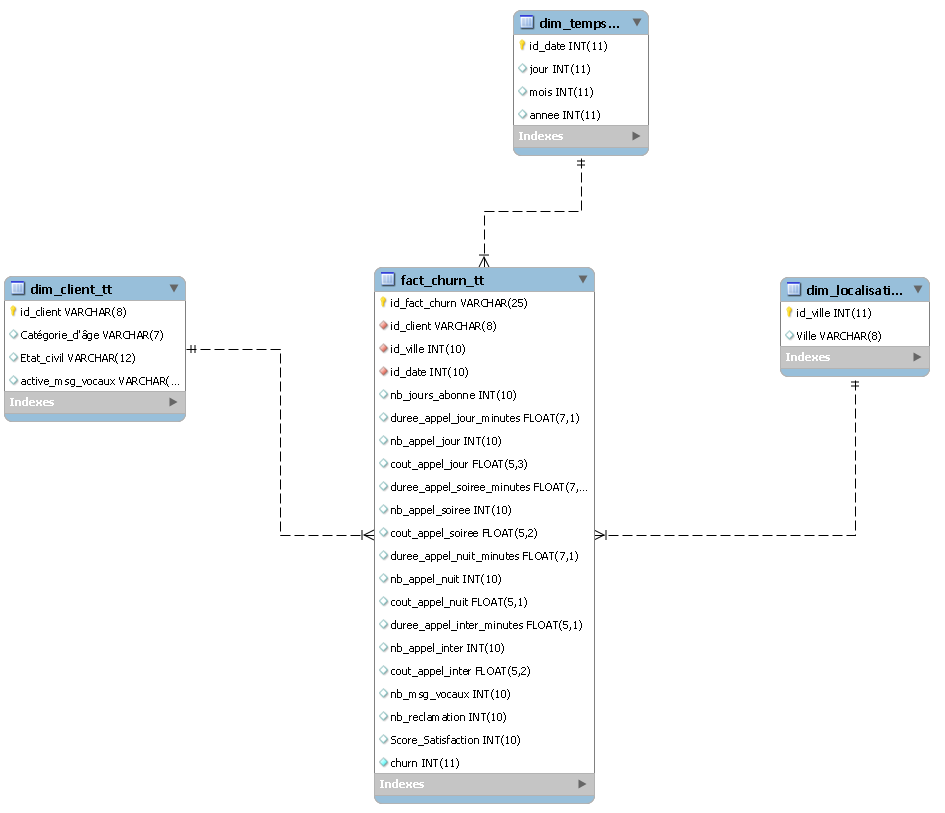 dim_temps...
id_date INT(11)
jour INT(11)
mois INT(11)
annee INT(11)
Indexes
dim_client_tt
id_client VARCHAR(8)
Catégorie_d'âge VARCHAR(7)
Etat_civil VARCHAR(12)
active_msg_vocaux VARCHAR(...
Indexes
fact_churn_tt
id_fact_churn VARCHAR(25)
id_client VARCHAR(8)
id_ville INT(10)
id_date INT(10)
nb_jours_abonne INT(10)
duree_appel_jour_minutes FLOAT(7,1)
nb_appel_jour INT(10)
cout_appel_jour FLOAT(5,3)
duree_appel_soiree_minutes FLOAT(7,...
nb_appel_soiree INT(10)
cout_appel_soiree FLOAT(5,2)
duree_appel_nuit_minutes FLOAT(7,1)
nb_appel_nuit INT(10)
cout_appel_nuit FLOAT(5,1)
duree_appel_inter_minutes FLOAT(5,1)
nb_appel_inter INT(10)
cout_appel_inter FLOAT(5,2)
nb_msg_vocaux INT(10)
nb_reclamation INT(10)
Score_Satisfaction INT(10)
churn INT(11)
Indexes
dim_localisati...
id_ville INT(11)
Ville VARCHAR(8)
Indexes